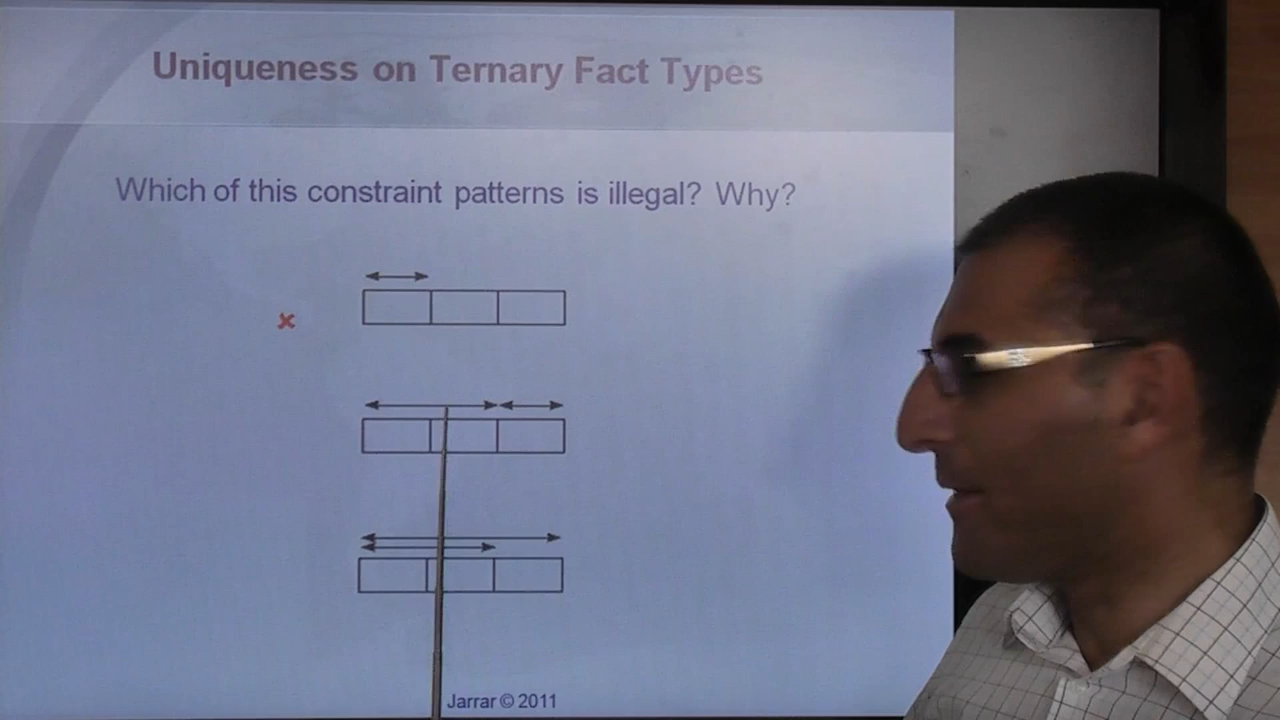 Uniqueness on Ternary Fact Types
Which of this constraint patterns is illegal? Why?
Jarrar © 2011